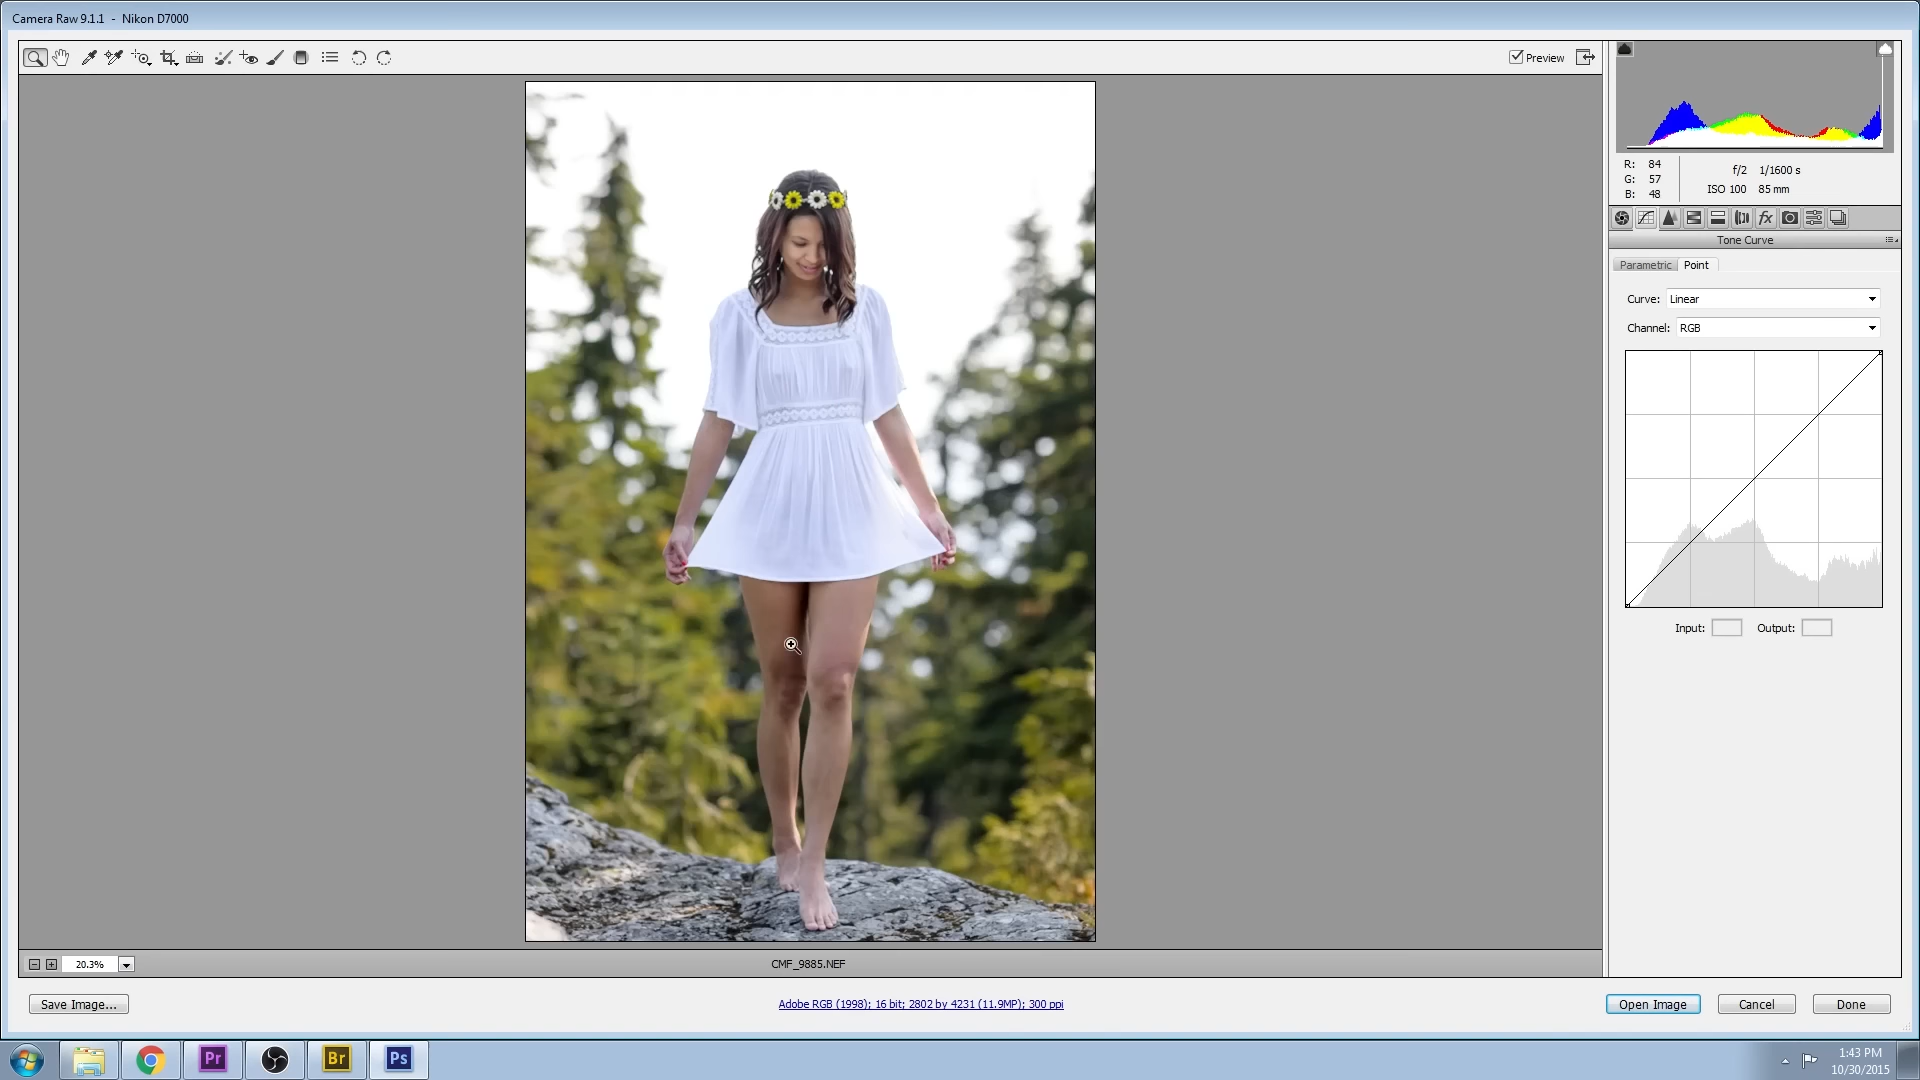 Camera Raw 9.1.1 - Nikon D7000
Preview
R: 84
G: 57
B: 48
f/2 1/1600 s
ISO 100 85 mm
fx
Tone Curve
Parametric Point
Curve: Linear
Channel: RGB
Input: Output:
20.3%
CMF_9885.NEF
Save Image...
Adobe RGB (1998); 16 bit; 2802 by 4231 (11.9MP); 300 ppi
Open Image Cancel Done
Pr Br Ps
1:43 PM
10/30/2015